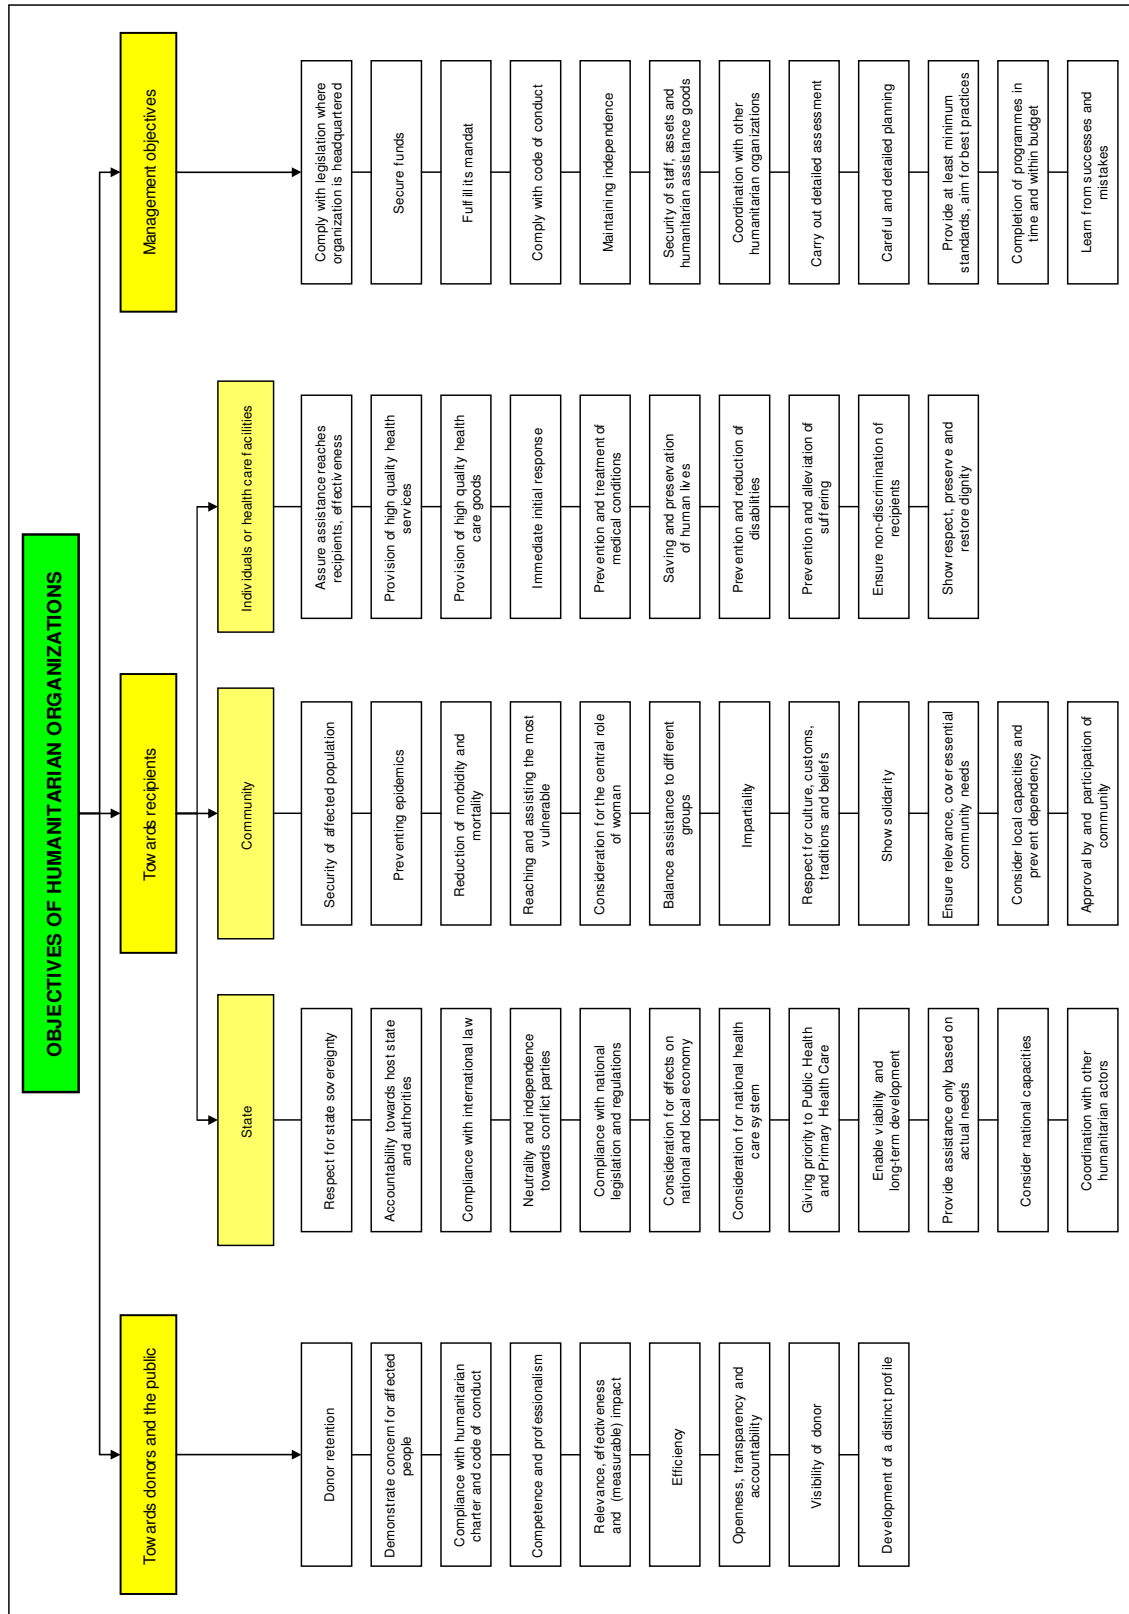 OBJECTIVES OF HUMANITARIAN ORGANIZATIONS
Towards donors and the public
Towards recipients
Management objectives
State
Community
Individuals or health care facilities
Donor retention
Demonstrate concern for affected
people
Compliance with humanitarian
charter and code of conduct
Competence and professionalism
Relevance, effectiveness
and (measurable) impact
Efficiency
Openness, transparency and
accountability
Visibility of donor
Development of a distinct profile
Respect for state sovereignty
Accountability towards host state
and authorities
Compliance with international law
Neutrality and independence
towards conflict parties
Compliance with national
legislation and regulations
Consideration for effects on
national and local economy
Consideration for national health
care system
Giving priority to Public Health
and Primary Health Care
Enable viability and
long-term development
Provide assistance only based on
actual needs
Consider national capacities
Coordination with other
humanitarian actors
Security of affected population
Preventing epidemics
Reduction of morbidity and
mortality
Reaching and assisting the most
vulnerable
Consideration for the central role
of woman
Balance assistance to different
groups
Impartiality
Respect for culture, customs,
traditions and beliefs
Show solidarity
Ensure relevance, cover essential
community needs
Consider local capacities and
prevent dependency
Approval by and participation of
community
Assure assistance reaches
recipients, effectiveness
Provision of high quality health
services
Provision of high quality health
care goods
Immediate initial response
Prevention and treatment of
medical conditions
Saving and preservation
of human lives
Prevention and reduction of
disabilities
Prevention and alleviation of
suffering
Ensure non-discrimination of
recipients
Show respect, preserve and
restore dignity
Comply with legislation where
organization is headquartered
Secure funds
Fulfill its mandat
Comply with code of conduct
Maintaining independence
Security of staff, assets and
humanitarian assistance goods
Coordination with other
humanitarian organizations
Carry out detailed assessment
Careful and detailed planning
Provide at least minimum
standards, aim for best practices
Completion of programmes in
time and within budget
Learn from successes and
mistakes